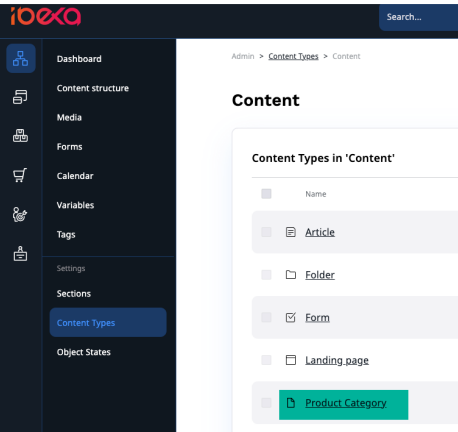 ibexa
Search...
Dashboard
Content structure
Media
Forms
Calendar
Variables
Tags
Settings
Sections
Content Types
Object States
Admin > Content Types > Content
Content
Content Types in 'Content'
Name
Article
Folder
Form
Landing page
Product Category